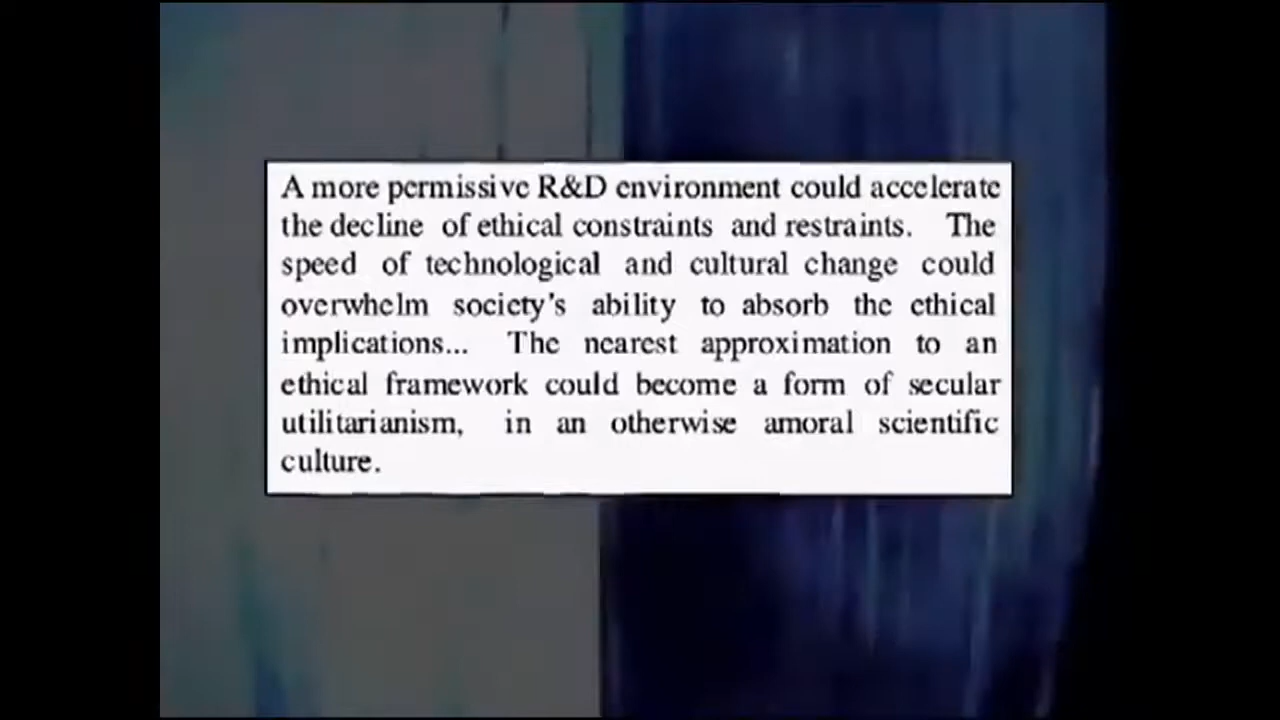 A more permissive R&D environment could accelerate
the decline of ethical constraints and restraints. The
speed of technological and cultural change could
overwhelm society's ability to absorb the ethical
implications... The nearest approximation to an
ethical framework could become a form of secular
utilitarianism, in an otherwise amoral scientific
culture.